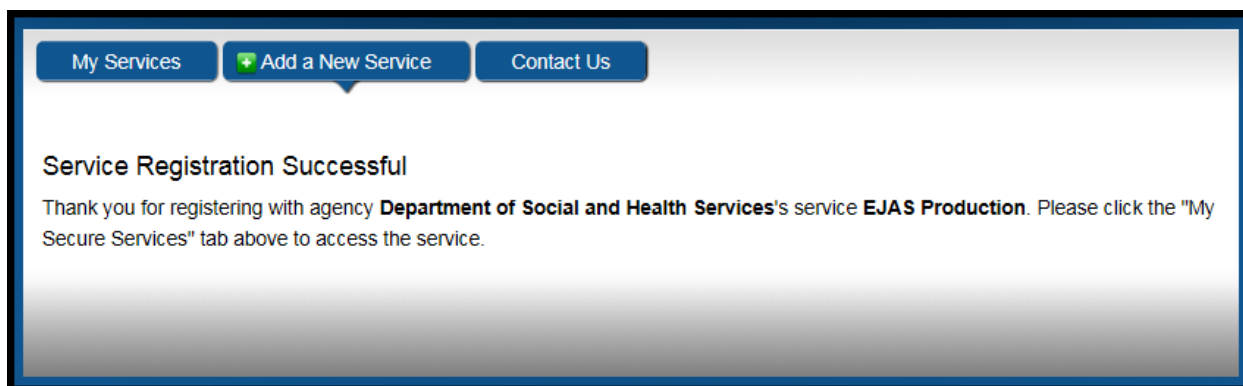 My Services Add a New Service Contact Us
Service Registration Successful
Thank you for registering with agency Department of Social and Health Services's service EJAS Production. Please click the "My
Secure Services" tab above to access the service.